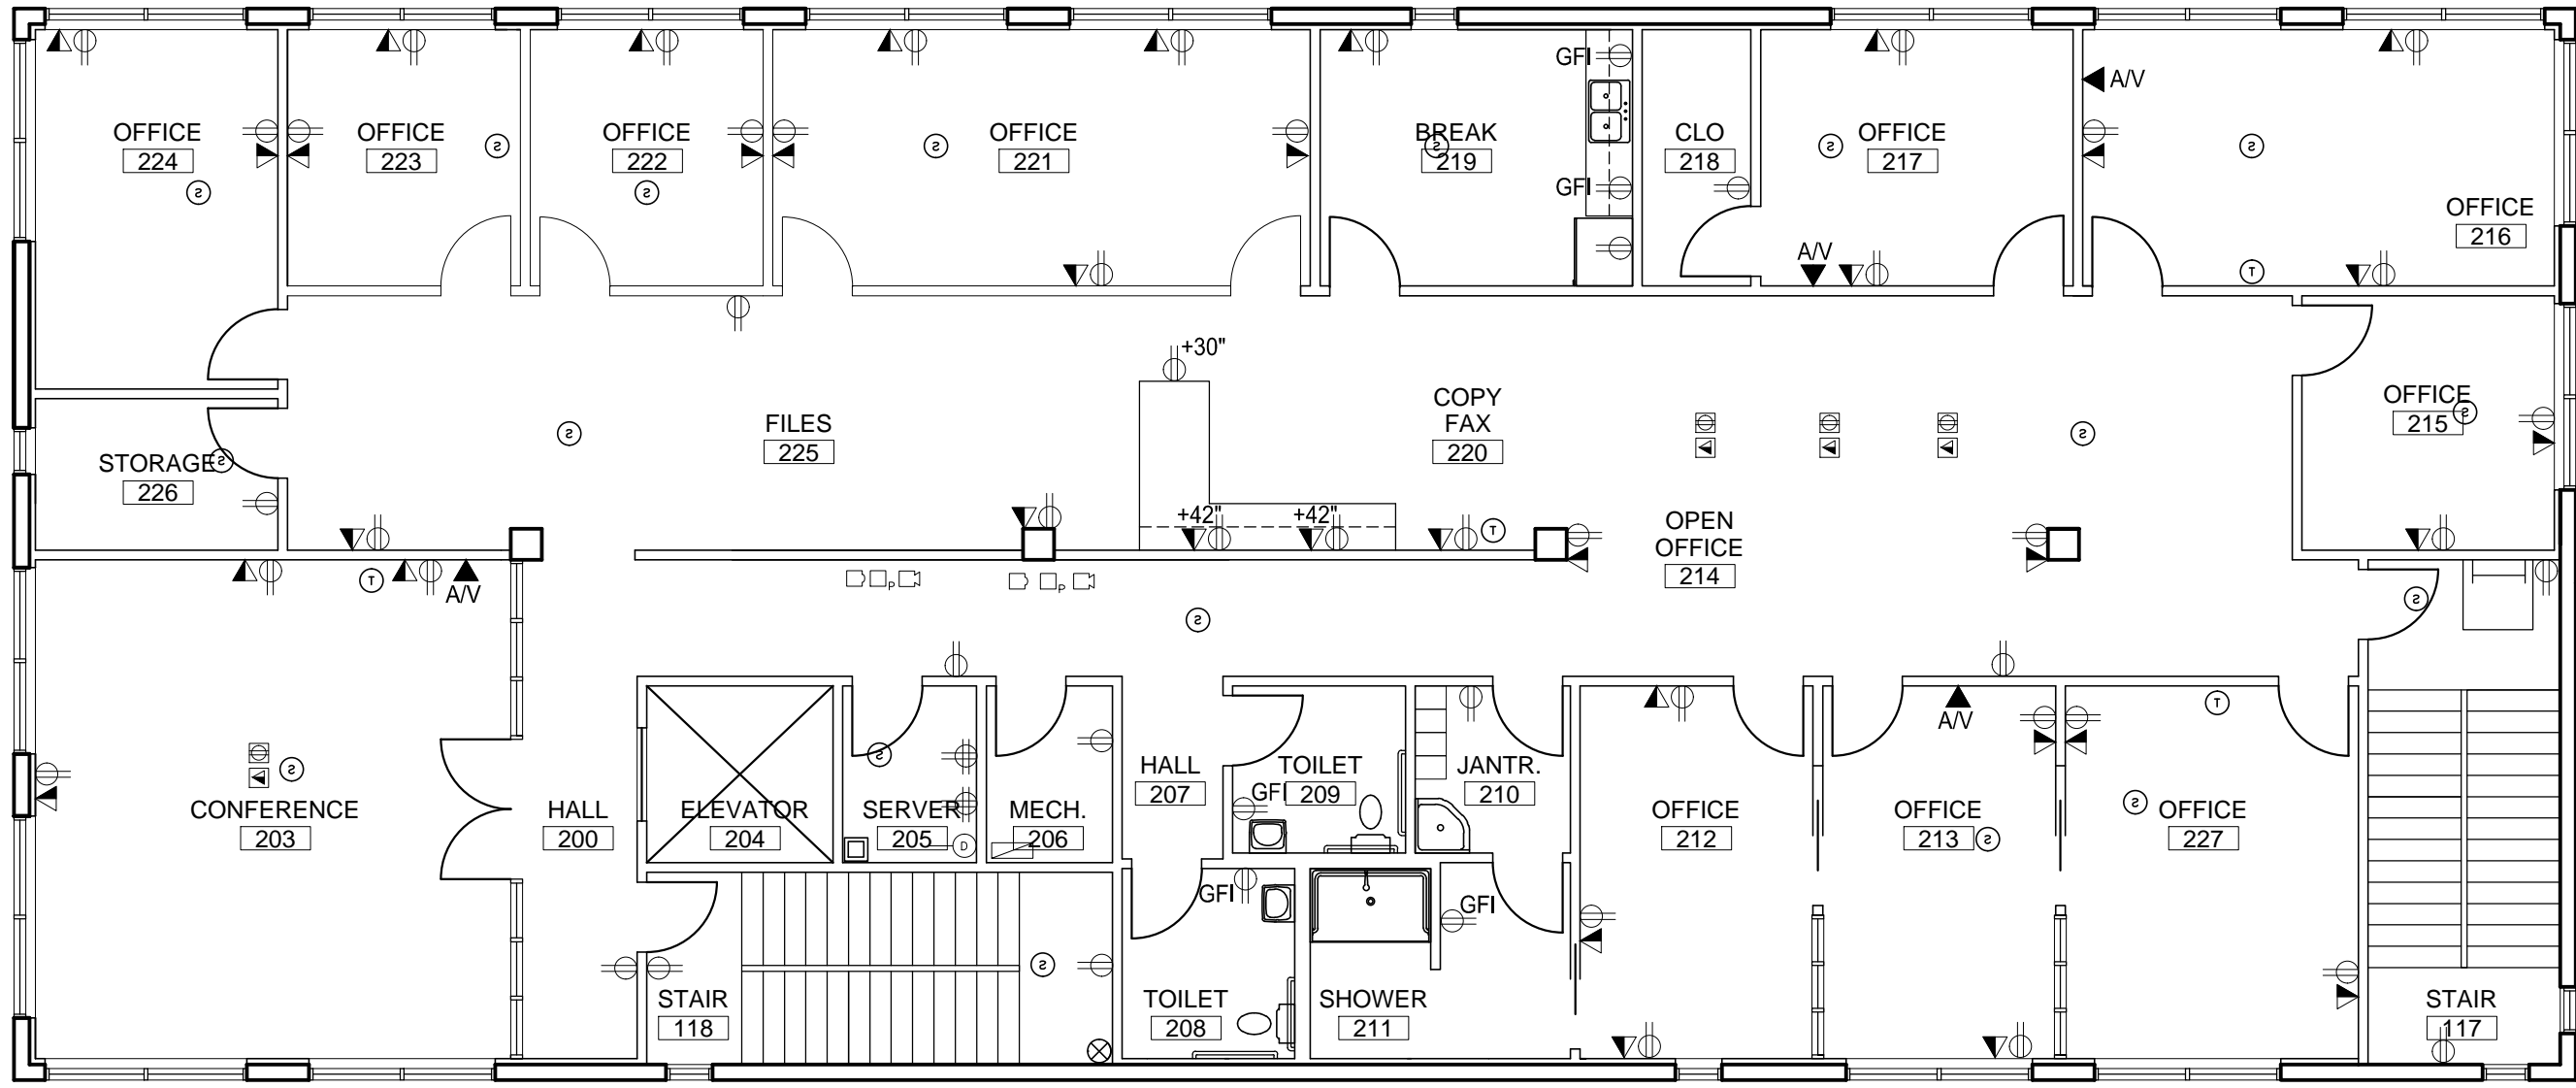 GFI
A/V
OFFICE
224
OFFICE
223
OFFICE
222
OFFICE
221
BREAK
219
CLO
218
OFFICE
217
S
S
S
S
S
S
S
GFI
OFFICE
216
A/V
T
+30"
COPY
FAX
220
FILES
225
OFFICE
215
S
S
S
S
STORAGE
226
+42"
+42"
T
OPEN
OFFICE
214
T
A/V
P
P
S
S
A/V
T
CONFERENCE
203
S
HALL
200
ELEVATOR
204
SERVER
205
S
D
MECH.
206
HALL
207
TOILET
209
GFI
JANTR.
210
OFFICE
212
OFFICE
213
S
OFFICE
227
S
GFI
GFI
STAIR
118
S
TOILET
208
SHOWER
211
STAIR
117